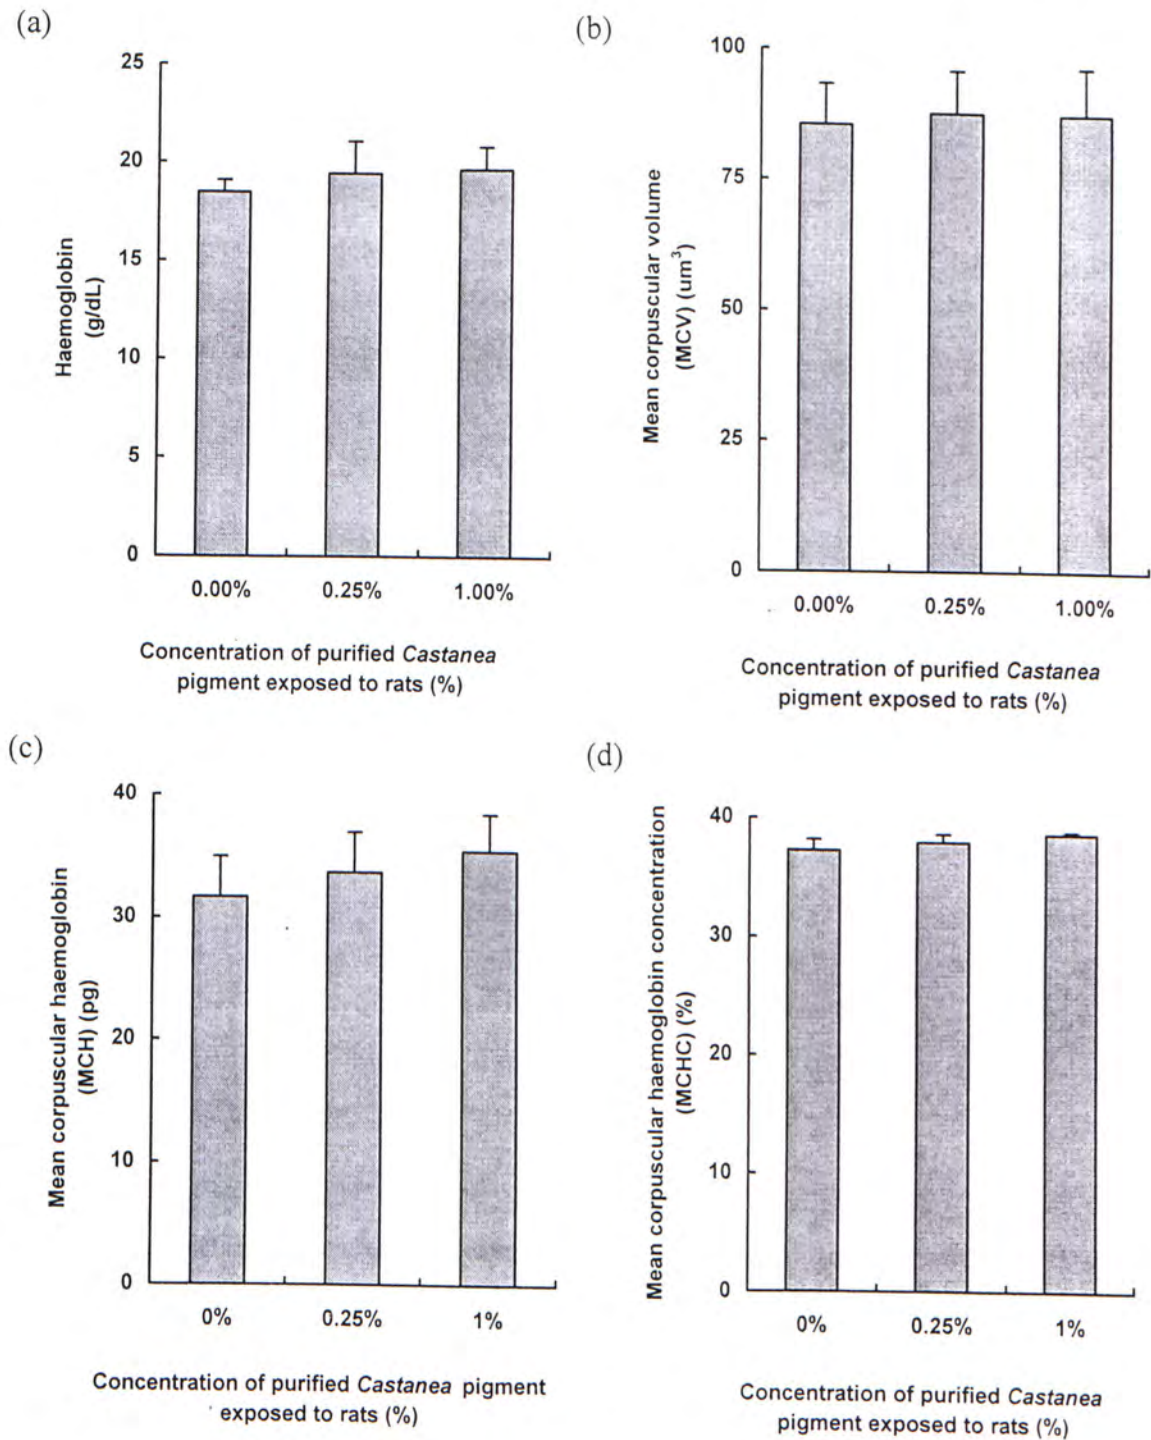 (a)
25
20
15
10
5
0
Haemoglobin
(g/dL)
0.00% 0.25% 1.00%
Concentration of purified Castanea
pigment exposed to rats (%)
(b)
100
75
50
25
0
Mean corpuscular volume
(MCV) (um³)
0.00% 0.25% 1.00%
Concentration of purified Castanea
pigment exposed to rats (%)
(c)
40
30
20
10
0
Mean corpuscular haemoglobin
(MCH) (pg)
0% 0.25% 1%
Concentration of purified Castanea pigment
exposed to rats (%)
(d)
40
30
20
10
0
Mean corpuscular haemoglobin concentration
(MCHC) (%)
0% 0.25% 1%
Concentration of purified Castanea
pigment exposed to rats (%)